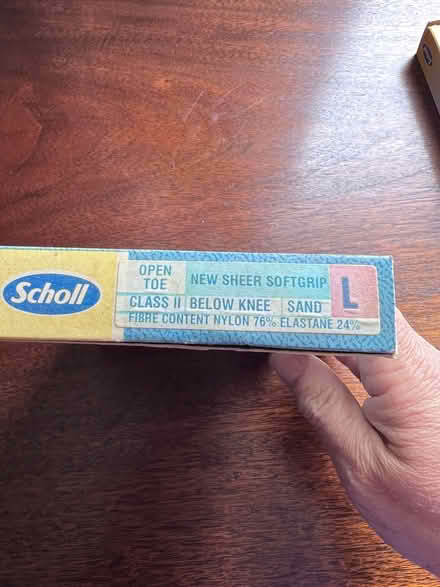 Scholl
OPEN TOE
NEW SHEER SOFTGRIP
L
CLASS II BELOW KNEE SAND
FIBRE CONTENT NYLON 76% ELASTANE 24%